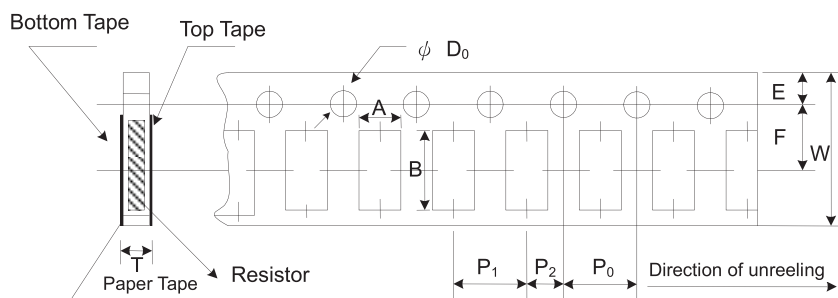 Bottom Tape
Top Tape
ϕ D₀
E
A
F
W
B
T
Paper Tape
Resistor
P₁
P₂
P₀
Direction of unreeling